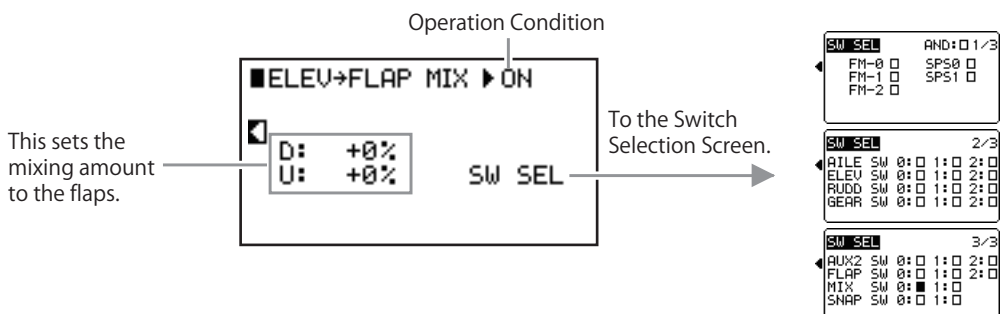 Operation Condition
■ELEV→FLAP MIX ▶ON
This sets the
mixing amount
to the flaps.
D: +0%
U: +0%
SW SEL
To the Switch
Selection Screen.
SW SEL AND:□ 1/3
FM-0 □ SPS0 □
FM-1 □ SPS1 □
FM-2 □
SW SEL 2/3
AILE SW 0:□ 1:□ 2:□
ELEV SW 0:□ 1:□ 2:□
RUDD SW 0:□ 1:□ 2:□
GEAR SW 0:□ 1:□ 2:□
SW SEL 3/3
AUX2 SW 0:□ 1:□ 2:□
FLAP SW 0:□ 1:□ 2:□
MIX SW 0:■ 1:□
SNAP SW 0:□ 1:□